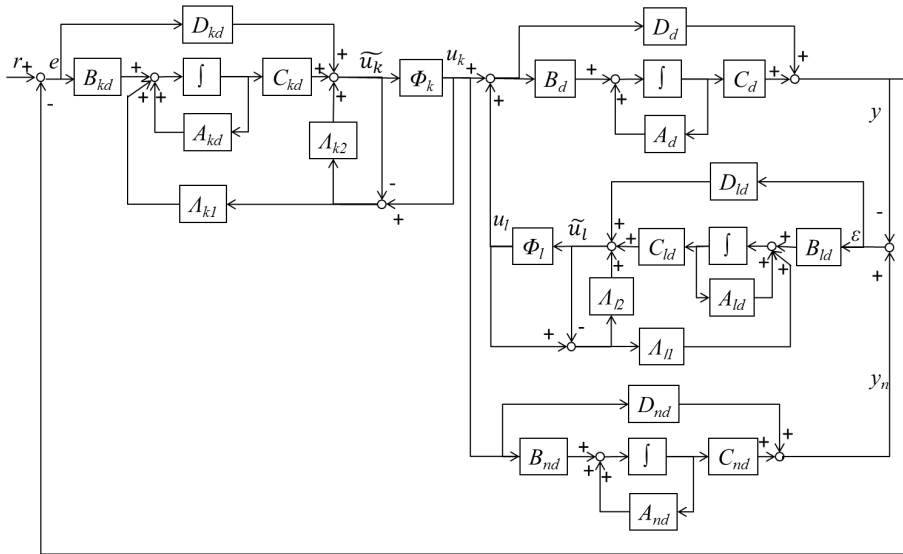 D_kd
D_d
r + e
ũ_k
u_k +
B_kd + + ∫ C_kd + + Φ_k
B_d + + ∫ C_d + +
-
+ + + +
A_kd
A_d
y
Λ_k2
-
Λ_k1
+
D_ld
u_l
ũ_l
+
ε
-
Φ_l + C_ld ∫ + + B_ld
+
+ +
Λ_l2
A_ld
+ -
Λ_l1
y_n
D_nd
+
B_nd + + ∫ C_nd +
+
A_nd